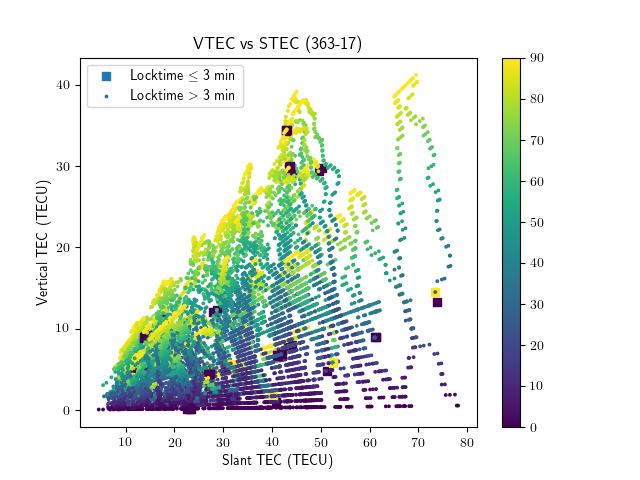 VTEC vs STEC (363-17)
Locktime ≤ 3 min
Locktime > 3 min
Vertical TEC (TECU)
40
30
20
10
0
10 20 30 40 50 60 70 80
Slant TEC (TECU)
90
80
70
60
50
40
30
20
10
0